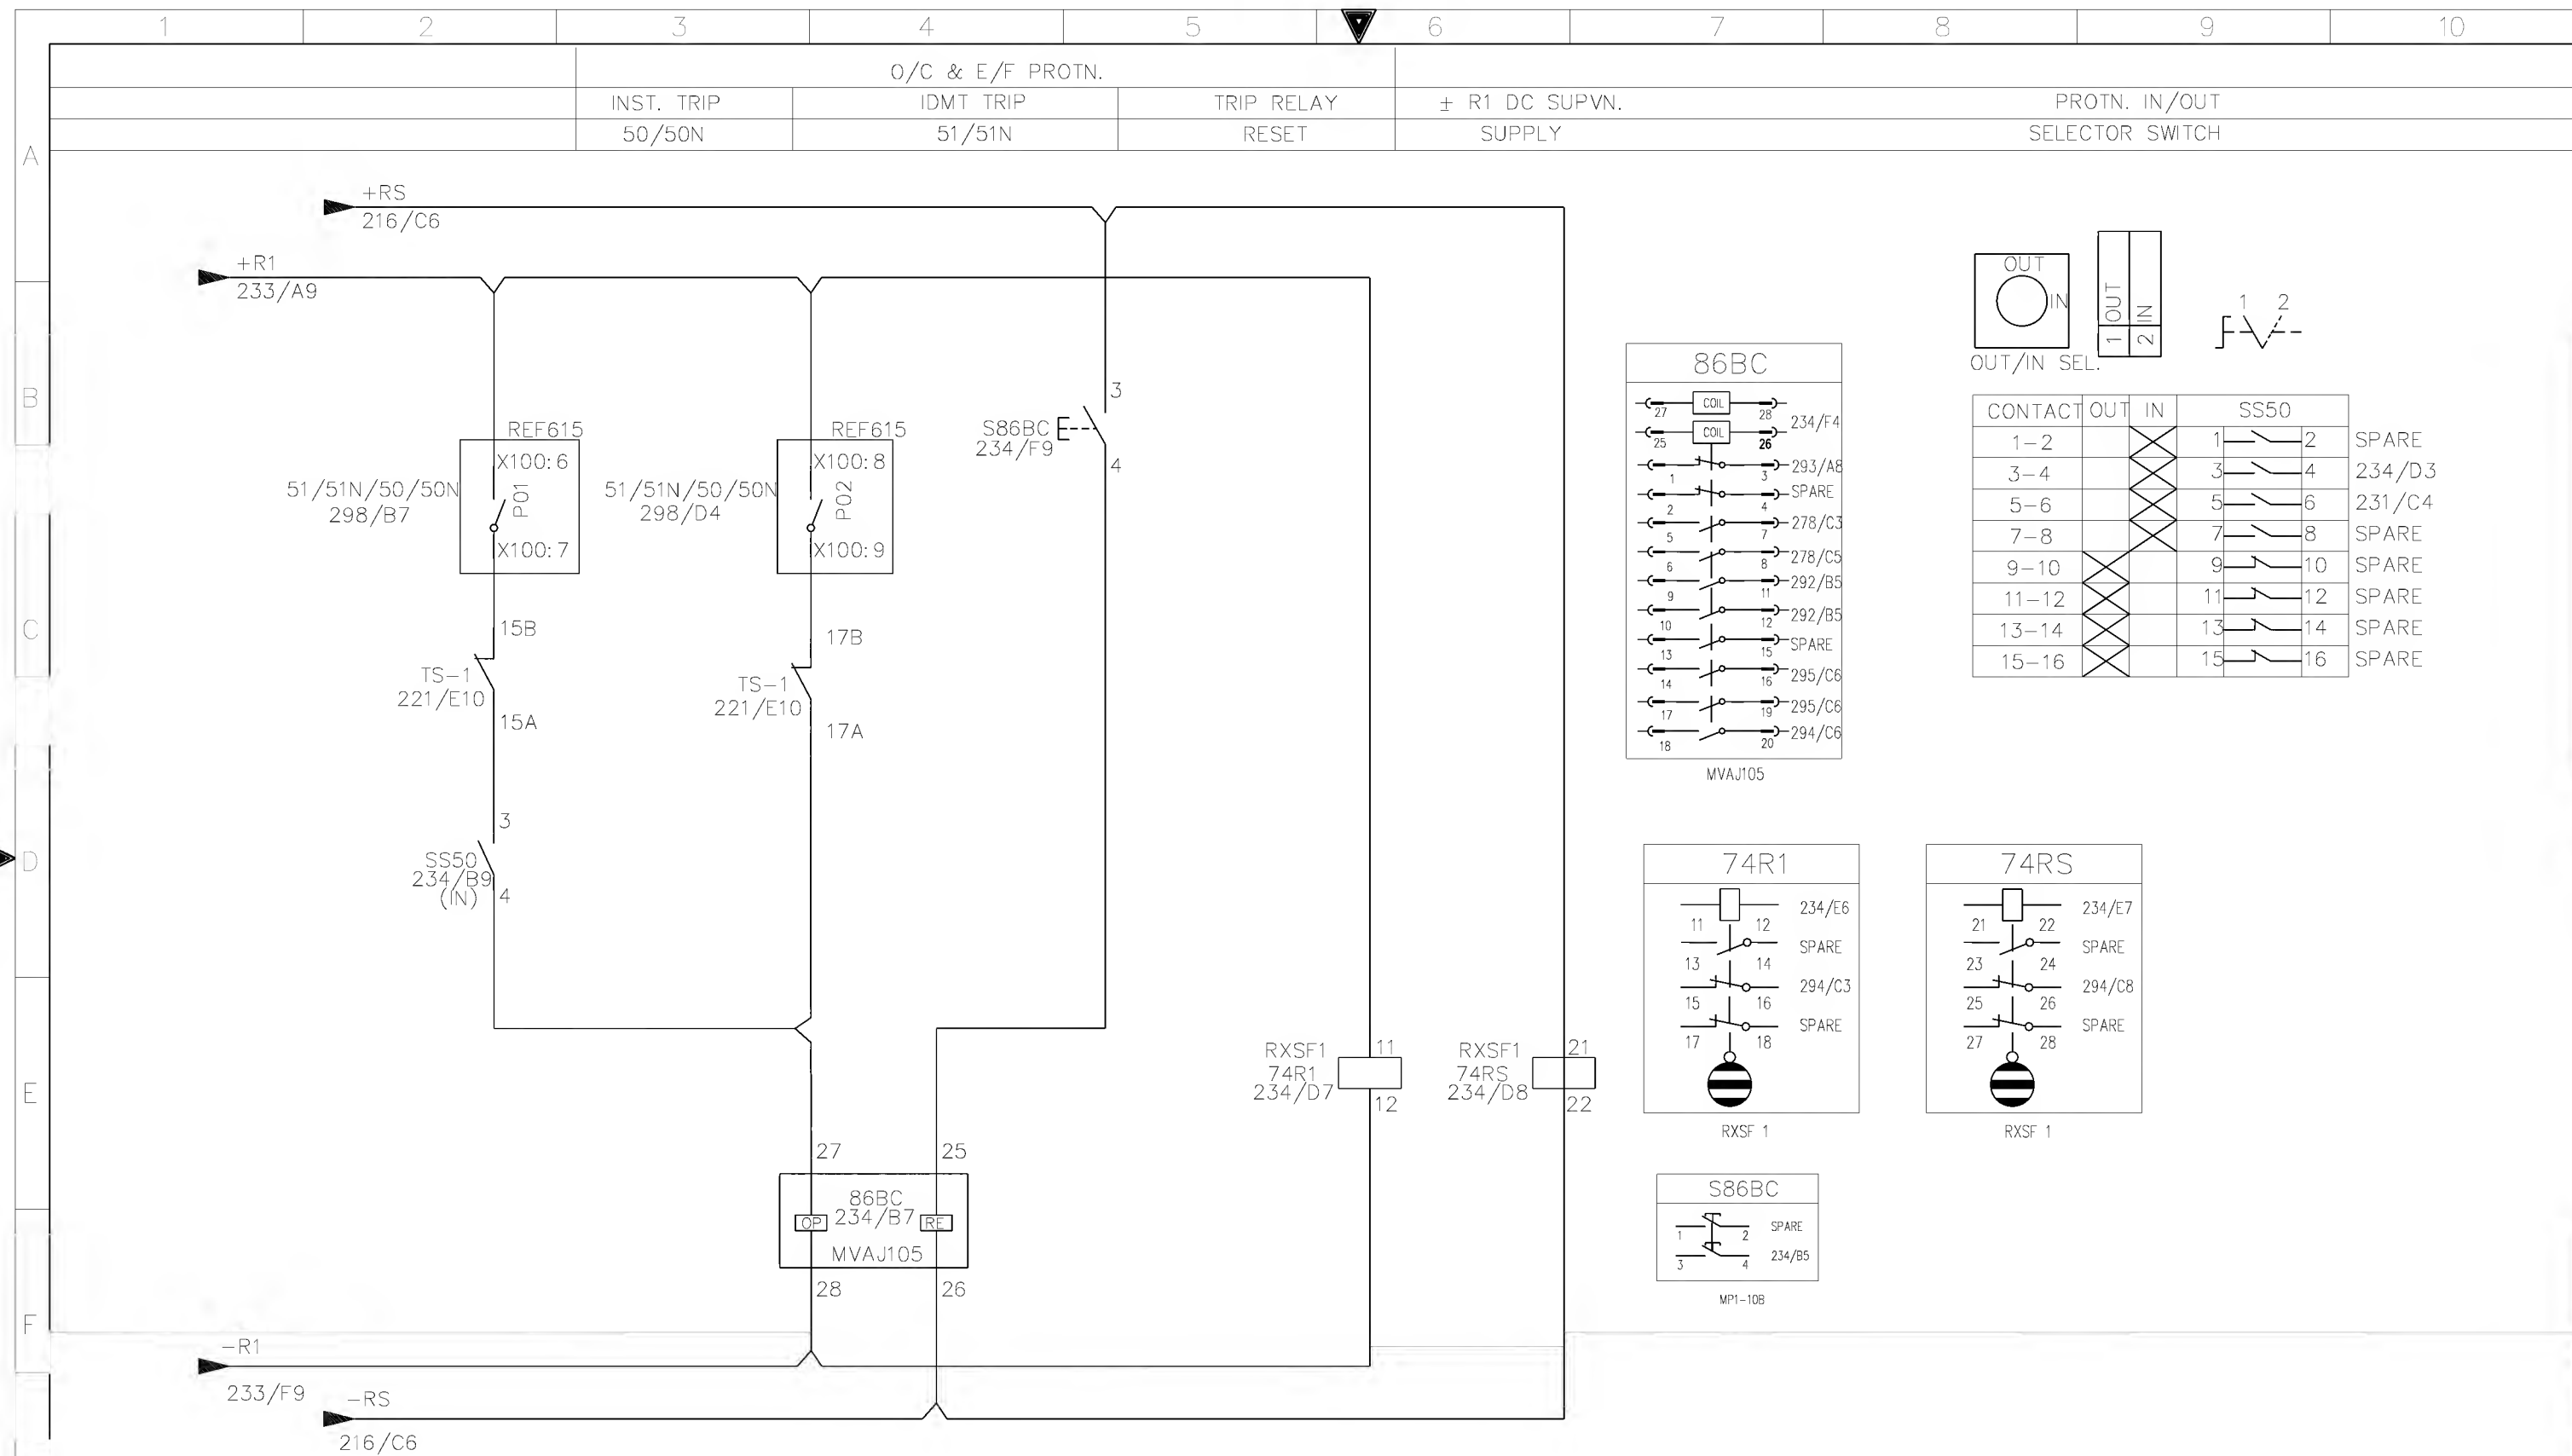 1 2 3 4 5 6 7 8 9 10
O/C & E/F PROTN.
INST. TRIP IDMT TRIP TRIP RELAY ± R1 DC SUPVN. PROTN. IN/OUT
50/50N 51/51N RESET SUPPLY SELECTOR SWITCH
A
B
C
D
E
F
+RS
216/C6
+R1
233/A9
REF615
X100:6
PO1
X100:7
51/51N/50/50N
298/B7
15B
TS-1
221/E10
15A
3
SS50
234/B9
(IN)
4
REF615
X100:8
PO2
X100:9
51/51N/50/50N
298/D4
17B
TS-1
221/E10
17A
3
S86BC
234/F9
4
27 25
86BC
OP 234/B7 RE
MVAJ105
28 26
RXSF1 11
74R1
234/D7
12
RXSF1 21
74RS
234/D8
22
-R1
233/F9
-RS
216/C6
86BC
27 COIL 28
234/F4
25 COIL 26
1 3 293/A8
2 4 SPARE
5 7 278/C3
6 8 278/C5
9 11 292/B5
10 12 292/B5
13 15 SPARE
14 16 295/C6
17 19 295/C6
18 20 294/C6
MVAJ105
OUT
IN
OUT/IN SEL.
1 OUT
2 IN
1 2
CONTACT OUT IN SS50
1-2 1 2 SPARE
3-4 3 4 234/D3
5-6 5 6 231/C4
7-8 7 8 SPARE
9-10 9 10 SPARE
11-12 11 12 SPARE
13-14 13 14 SPARE
15-16 15 16 SPARE
74R1
11 12 234/E6
13 14 SPARE
15 16 294/C3
17 18 SPARE
RXSF 1
74RS
21 22 234/E7
23 24 SPARE
25 26 294/C8
27 28 SPARE
RXSF 1
S86BC
1 2 SPARE
3 4 234/B5
MP1-10B